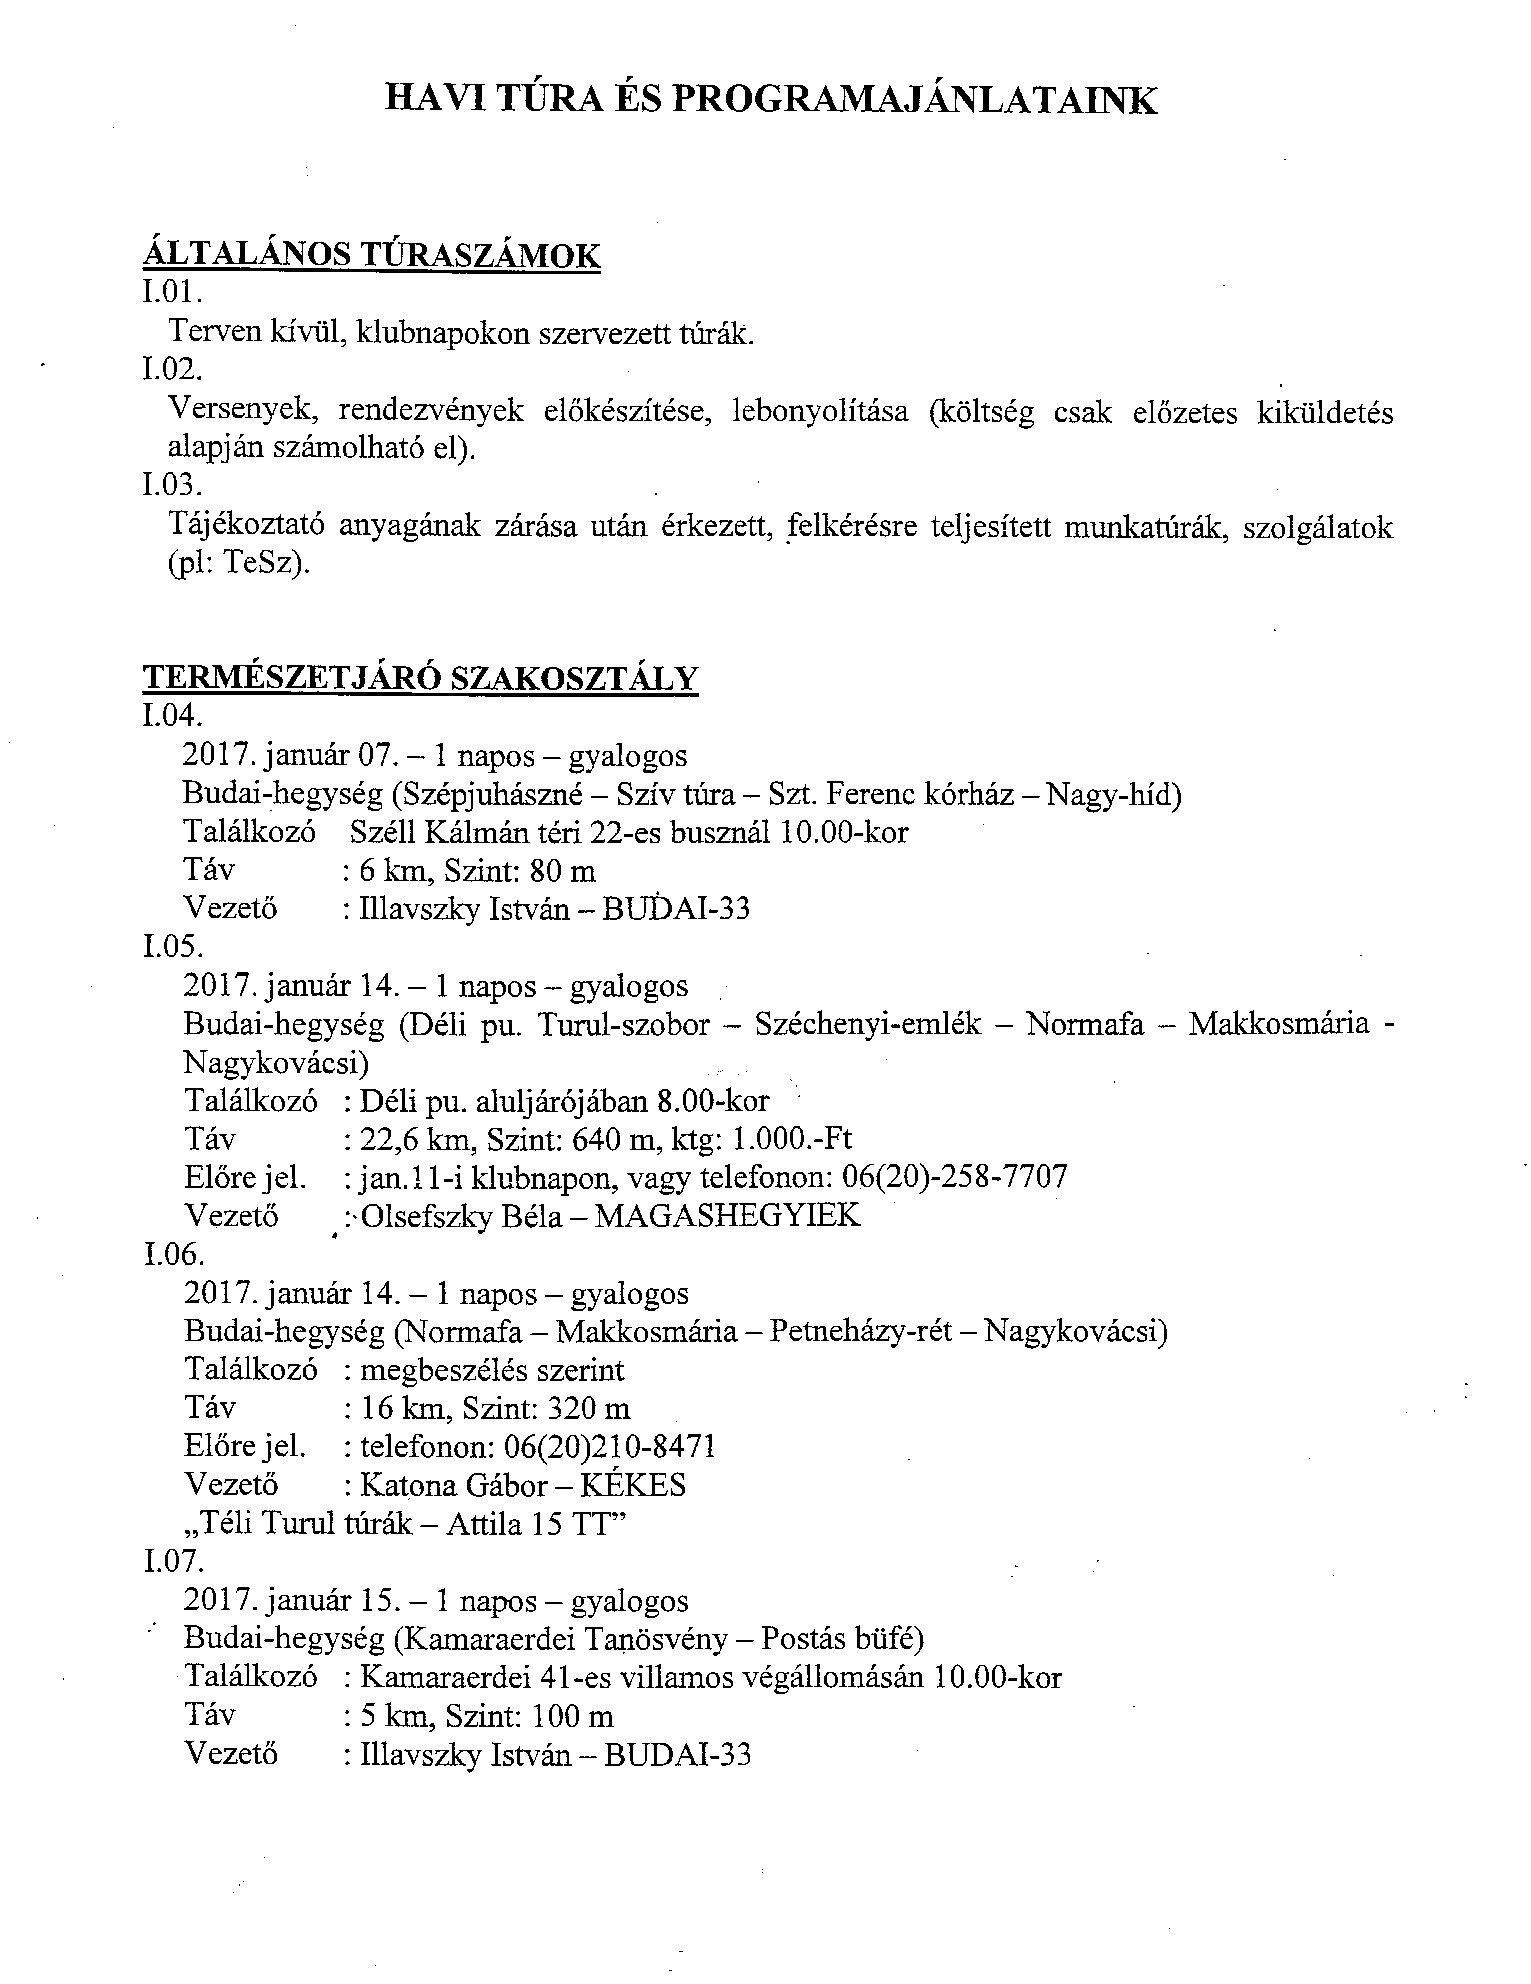 HAVI TÚRA ÉS PROGRAMAJÁNLATAINK
ÁLTALÁNOS TÚRASZÁMOK
I.01.
Terven kívül, klubnapokon szervezett túrák.
I.02.
Versenyek, rendezvények előkészítése, lebonyolítása (költség csak előzetes kiküldetés
alapján számolható el).
I.03.
Tájékoztató anyagának zárása után érkezett, felkérésre teljesített munkatúrák, szolgálatok
(pl: TeSz).
TERMÉSZETJÁRÓ SZAKOSZTÁLY
I.04.
2017. január 07. – 1 napos – gyalogos
Budai-hegység (Szépjuhászné – Szív túra – Szt. Ferenc kórház – Nagy-híd)
Találkozó Széll Kálmán téri 22-es busznál 10.00-kor
Táv : 6 km, Szint: 80 m
Vezető : Illavszky István – BUDAI-33
I.05.
2017. január 14. – 1 napos – gyalogos
Budai-hegység (Déli pu. Turul-szobor – Széchenyi-emlék – Normafa – Makkosmária -
Nagykovácsi)
Találkozó : Déli pu. aluljárójában 8.00-kor
Táv : 22,6 km, Szint: 640 m, ktg: 1.000.-Ft
Előre jel. : jan.11-i klubnapon, vagy telefonon: 06(20)-258-7707
Vezető : Olsefszky Béla – MAGASHEGYIEK
I.06.
2017. január 14. – 1 napos – gyalogos
Budai-hegység (Normafa – Makkosmária – Petneházy-rét – Nagykovácsi)
Találkozó : megbeszélés szerint
Táv : 16 km, Szint: 320 m
Előre jel. : telefonon: 06(20)210-8471
Vezető : Katona Gábor – KÉKES
„Téli Turul túrák – Attila 15 TT”
I.07.
2017. január 15. – 1 napos – gyalogos
Budai-hegység (Kamaraerdei Tanösvény – Postás büfé)
Találkozó : Kamaraerdei 41-es villamos végállomásán 10.00-kor
Táv : 5 km, Szint: 100 m
Vezető : Illavszky István – BUDAI-33